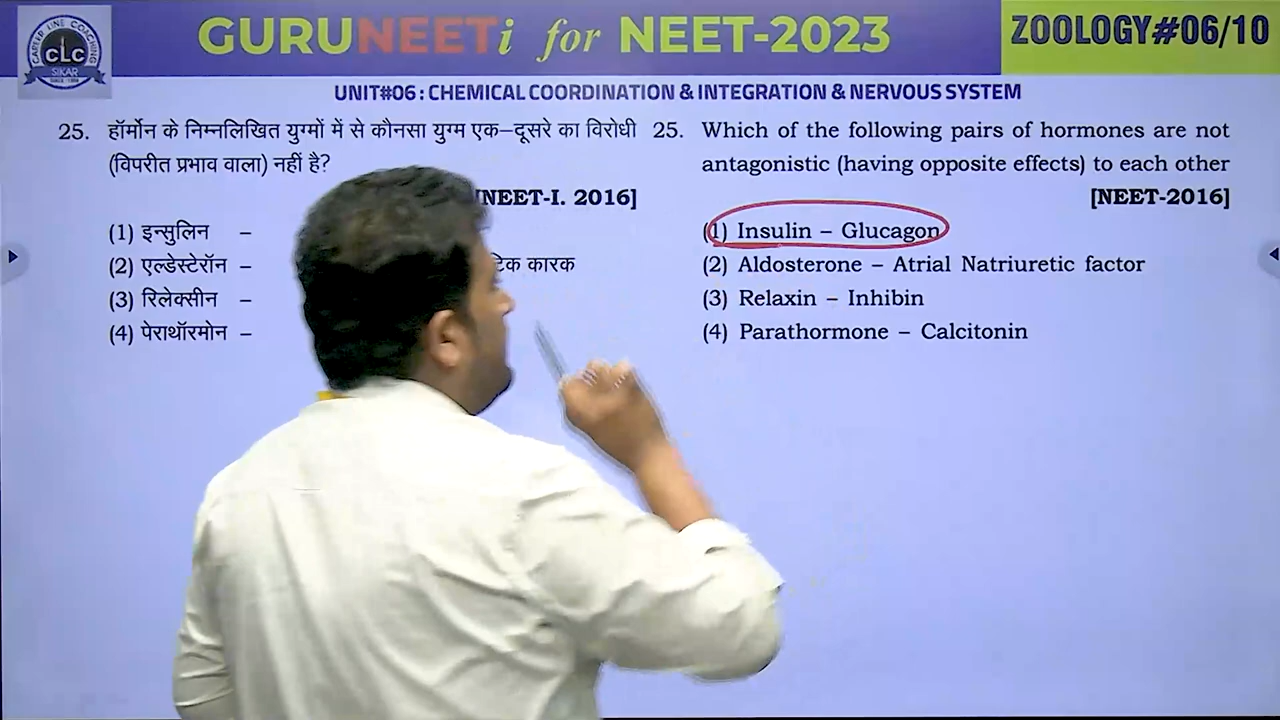 GURUNEETi for NEET-2023
ZOOLOGY#06/10
CAREER LINE COACHING
CLC
SIKAR
UNIT#06 : CHEMICAL COORDINATION & INTEGRATION & NERVOUS SYSTEM
25. हॉर्मोन के निम्नलिखित युग्मों में से कौनसा युग्म एक–दूसरे का विरोधी
(विपरीत प्रभाव वाला) नहीं है?
NEET-I. 2016]
(1) इन्सुलिन –
(2) एल्डेस्टेरॉन – टिक कारक
(3) रिलेक्सीन –
(4) पेराथॉरमोन –
25. Which of the following pairs of hormones are not
antagonistic (having opposite effects) to each other
[NEET-2016]
(1) Insulin – Glucagon
(2) Aldosterone – Atrial Natriuretic factor
(3) Relaxin – Inhibin
(4) Parathormone – Calcitonin